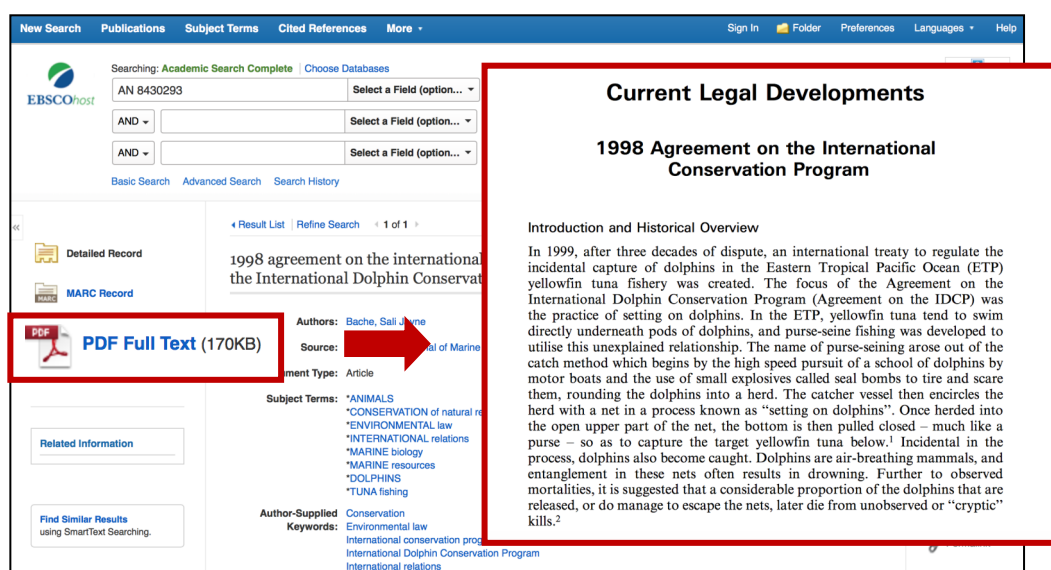 New Search Publications Subject Terms Cited References More Sign In Folder Preferences Languages Help
Searching: Academic Search Complete Choose Databases
EBSCOhost
AN 8430293 Select a Field (option...
AND Select a Field (option...
AND Select a Field (option...
Basic Search Advanced Search Search History
Result List Refine Search 1 of 1
Detailed Record
MARC
MARC Record
PDF
PDF Full Text (170KB)
Related Information
Find Similar Results
using SmartText Searching.
1998 agreement on the international
the International Dolphin
Authors: Bache, Sali
Source: of Marine
Type: Article
Subject Terms: *ANIMALS
*CONSERVATION of natural
*ENVIRONMENTAL law
*INTERNATIONAL relations
*MARINE biology
*MARINE resources
*DOLPHINS
*TUNA fishing
Author-Supplied Conservation
Keywords: Environmental law
International conservation
International Dolphin Conservation Program
International relations
Current Legal Developments
1998 Agreement on the International
Conservation Program
Introduction and Historical Overview
In 1999, after three decades of dispute, an international treaty to regulate the
incidental capture of dolphins in the Eastern Tropical Pacific Ocean (ETP)
yellowfin tuna fishery was created. The focus of the Agreement on the
International Dolphin Conservation Program (Agreement on the IDCP) was
the practice of setting on dolphins. In the ETP, yellowfin tuna tend to swim
directly underneath pods of dolphins, and purse-seine fishing was developed to
utilise this unexplained relationship. The name of purse-seining arose out of the
catch method which begins by the high speed pursuit of a school of dolphins by
motor boats and the use of small explosives called seal bombs to tire and scare
them, rounding the dolphins into a herd. The catcher vessel then encircles the
herd with a net in a process known as “setting on dolphins”. Once herded into
the open upper part of the net, the bottom is then pulled closed – much like a
purse – so as to capture the target yellowfin tuna below.¹ Incidental in the
process, dolphins also become caught. Dolphins are air-breathing mammals, and
entanglement in these nets often results in drowning. Further to observed
mortalities, it is suggested that a considerable proportion of the dolphins that are
released, or do manage to escape the nets, later die from unobserved or “cryptic”
kills.²